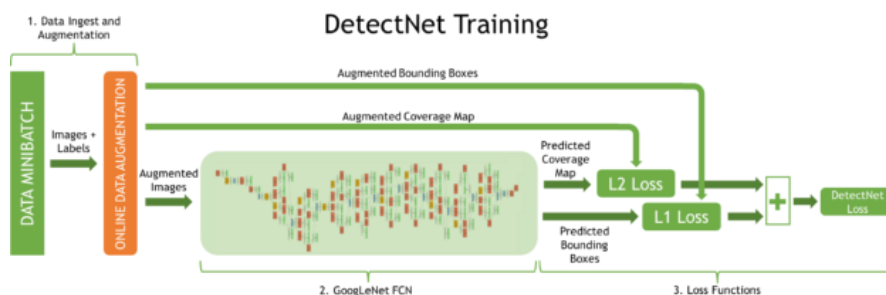 DetectNet Training
1. Data Ingest and
Augmentation
DATA MINIBATCH
Images +
Labels
ONLINE DATA AUGMENTATION
Augmented Bounding Boxes
Augmented Coverage Map
Augmented
Images
Predicted
Coverage
Map
L2 Loss
L1 Loss
Predicted
Bounding
Boxes
+
DetectNet
Loss
2. GoogLeNet FCN
3. Loss Functions